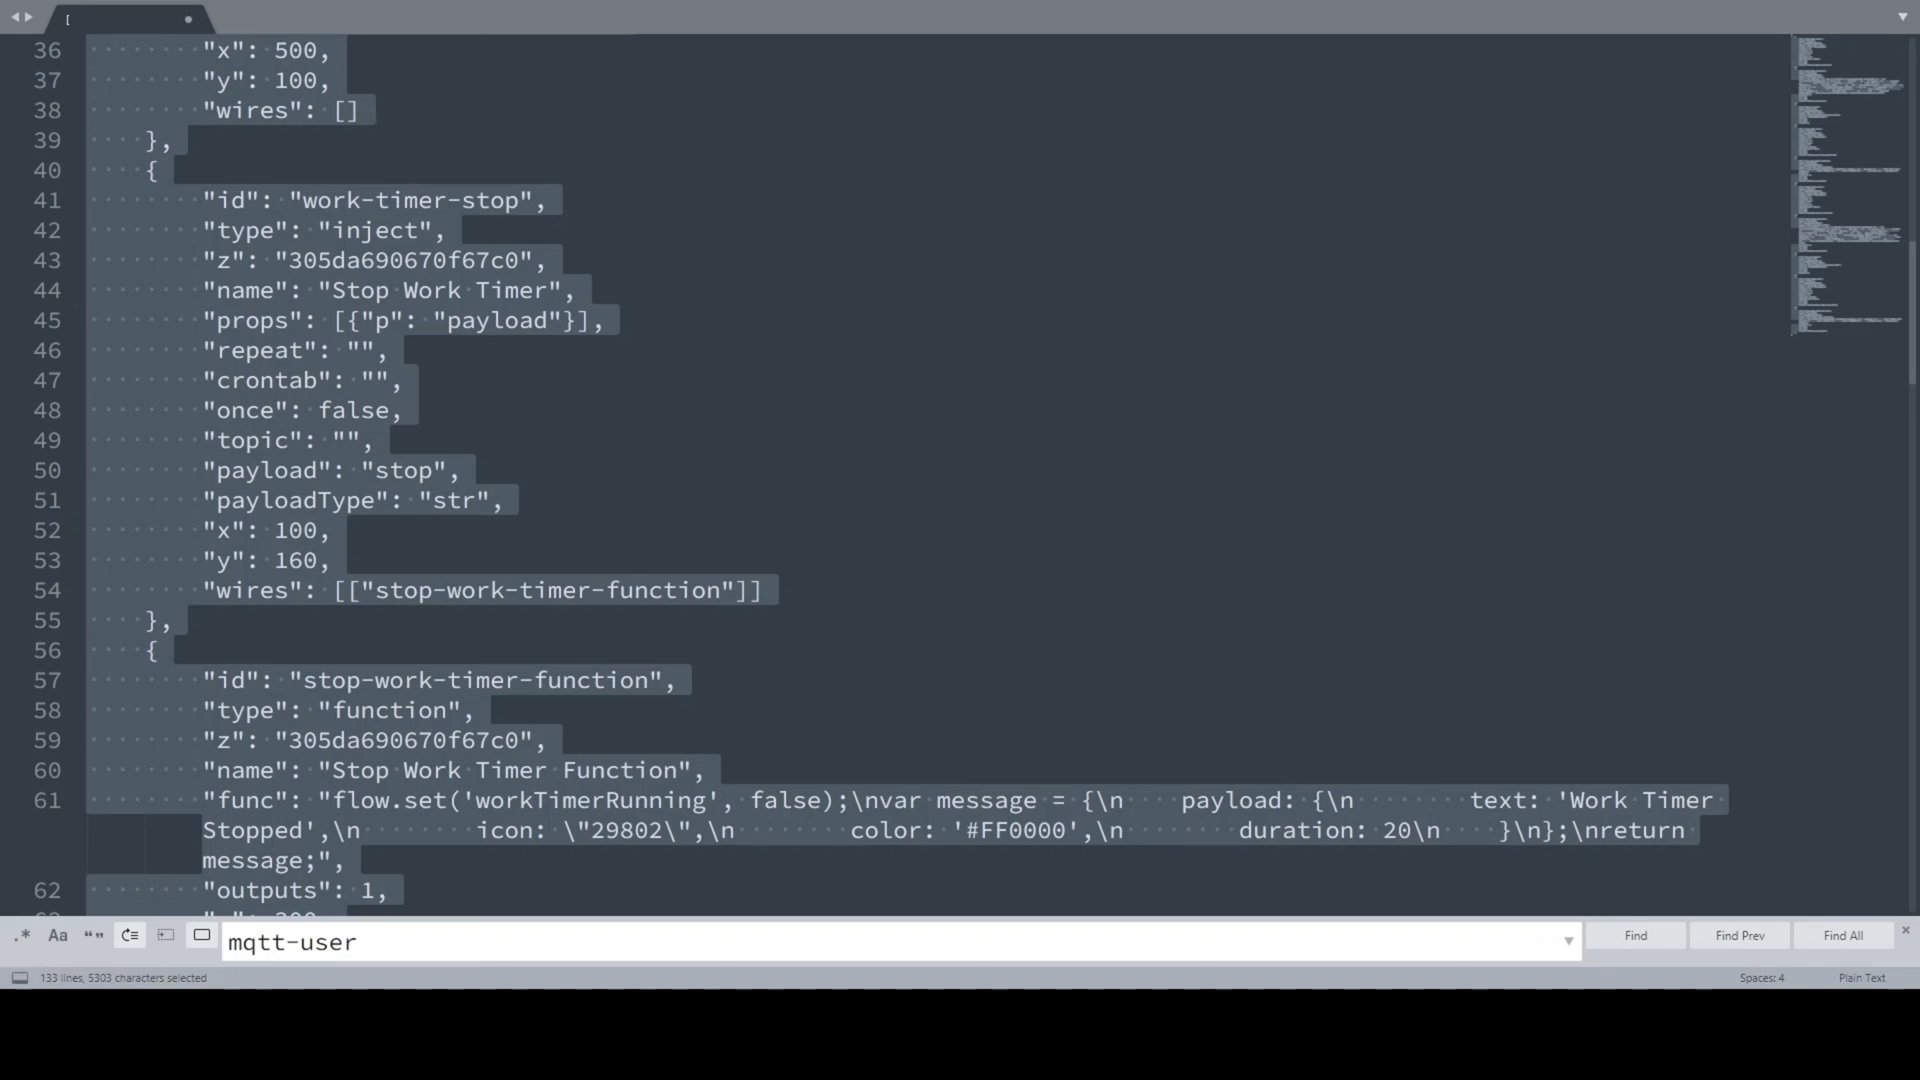 [
36 "x": 500,
37 "y": 100,
38 "wires": []
39 },
40 {
41 "id": "work-timer-stop",
42 "type": "inject",
43 "z": "305da690670f67c0",
44 "name": "Stop Work Timer",
45 "props": [{"p": "payload"}],
46 "repeat": "",
47 "crontab": "",
48 "once": false,
49 "topic": "",
50 "payload": "stop",
51 "payloadType": "str",
52 "x": 100,
53 "y": 160,
54 "wires": [["stop-work-timer-function"]]
55 },
56 {
57 "id": "stop-work-timer-function",
58 "type": "function",
59 "z": "305da690670f67c0",
60 "name": "Stop Work Timer Function",
61 "func": "flow.set('workTimerRunning', false);\nvar message = {\n    payload: {\n        text: 'Work Timer
Stopped',\n        icon: \"29802\",\n        color: '#FF0000',\n        duration: 20\n    }\n};\nreturn
message;",
62 "outputs": 1,
.* Aa “” mqtt-user Find Find Prev Find All
133 lines, 5303 characters selected Spaces: 4 Plain Text